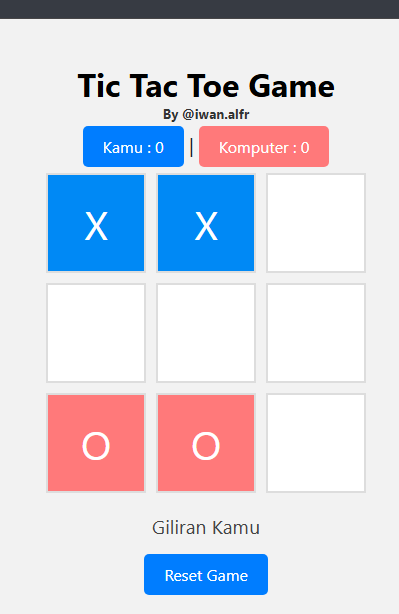 Tic Tac Toe Game
By @iwan.alfr
Kamu : 0 | Komputer : 0
X X
O O
Giliran Kamu
Reset Game